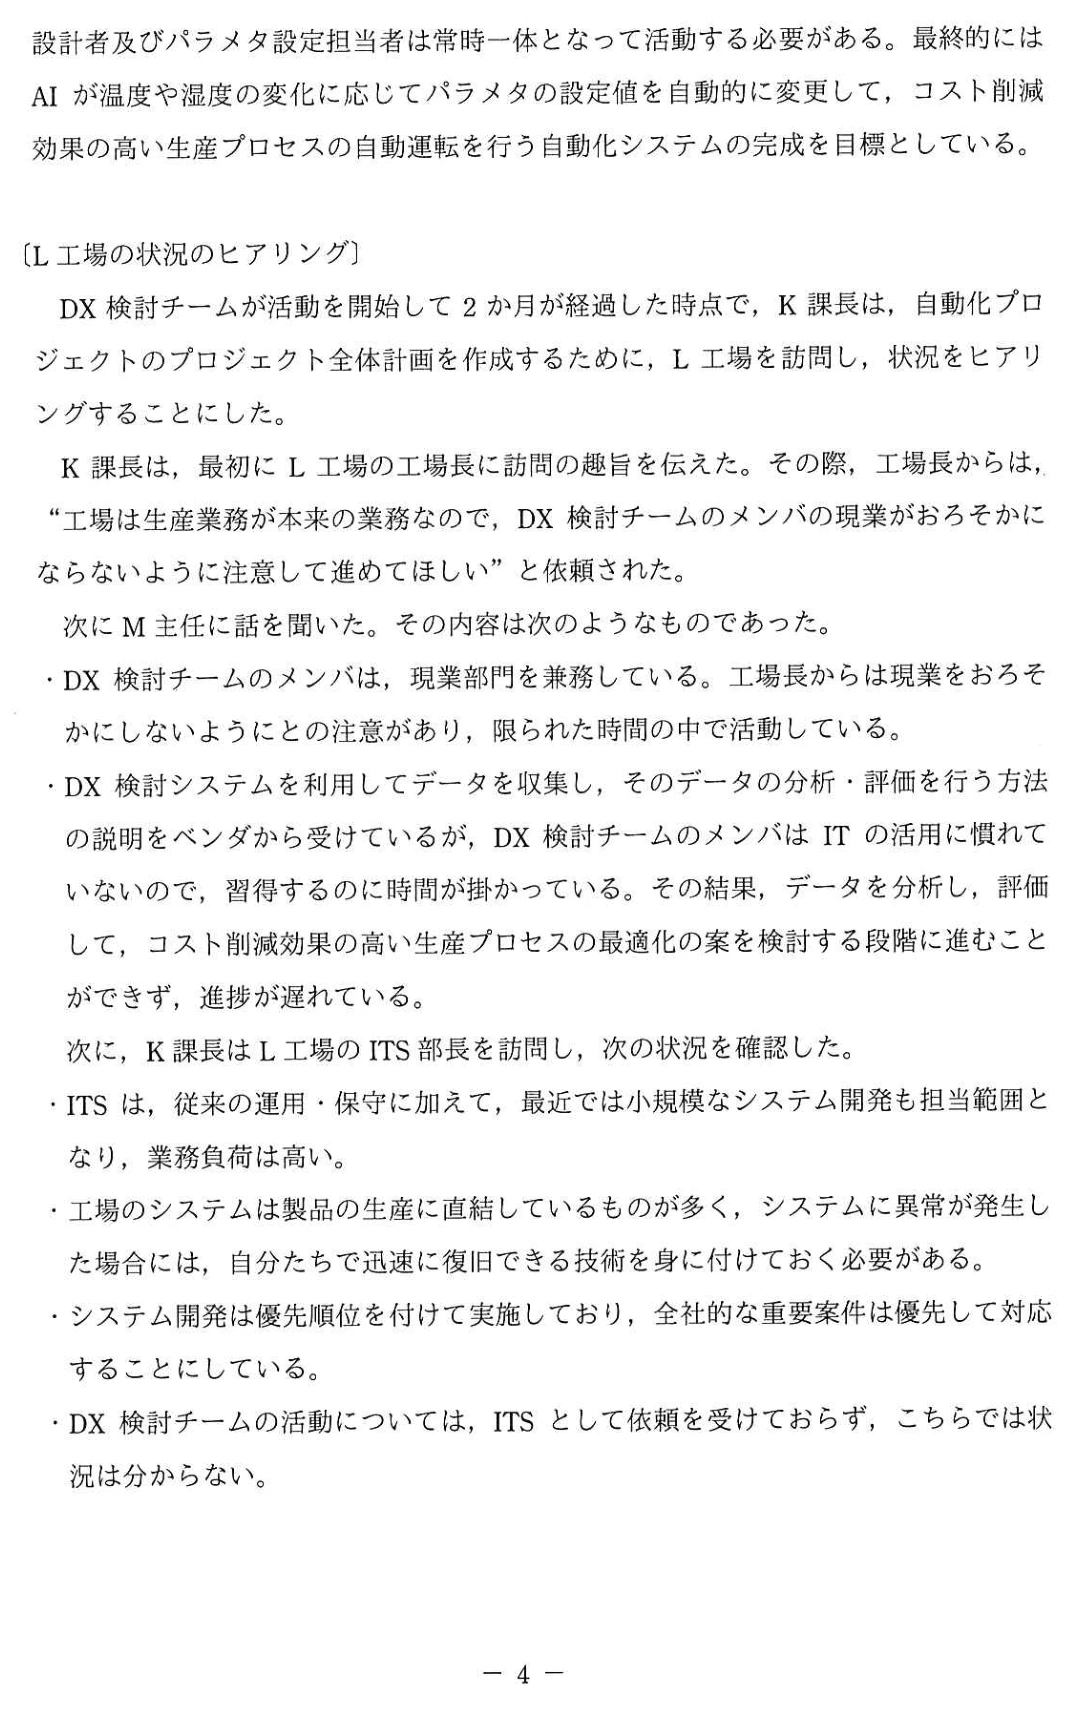 設計者及びパラメタ設定担当者は常時一体となって活動する必要がある。最終的には
AI が温度や湿度の変化に応じてパラメタの設定値を自動的に変更して，コスト削減
効果の高い生産プロセスの自動運転を行う自動化システムの完成を目標としている。
〔L 工場の状況のヒアリング〕
DX 検討チームが活動を開始して 2 か月が経過した時点で，K 課長は，自動化プロ
ジェクトのプロジェクト全体計画を作成するために，L 工場を訪問し，状況をヒアリ
ングすることにした。
K 課長は，最初に L 工場の工場長に訪問の趣旨を伝えた。その際，工場長からは，
“工場は生産業務が本来の業務なので，DX 検討チームのメンバの現業がおろそかに
ならないように注意して進めてほしい”と依頼された。
次に M 主任に話を聞いた。その内容は次のようなものであった。
・DX 検討チームのメンバは，現業部門を兼務している。工場長からは現業をおろそ
かにしないようにとの注意があり，限られた時間の中で活動している。
・DX 検討システムを利用してデータを収集し，そのデータの分析・評価を行う方法
の説明をベンダから受けているが，DX 検討チームのメンバは IT の活用に慣れて
いないので，習得するのに時間が掛かっている。その結果，データを分析し，評価
して，コスト削減効果の高い生産プロセスの最適化の案を検討する段階に進むこと
ができず，進捗が遅れている。
次に，K 課長は L 工場の ITS 部長を訪問し，次の状況を確認した。
・ITS は，従来の運用・保守に加えて，最近では小規模なシステム開発も担当範囲と
なり，業務負荷は高い。
・工場のシステムは製品の生産に直結しているものが多く，システムに異常が発生し
た場合には，自分たちで迅速に復旧できる技術を身に付けておく必要がある。
・システム開発は優先順位を付けて実施しており，全社的な重要案件は優先して対応
することにしている。
・DX 検討チームの活動については，ITS として依頼を受けておらず，こちらでは状
況は分からない。
－ 4 －